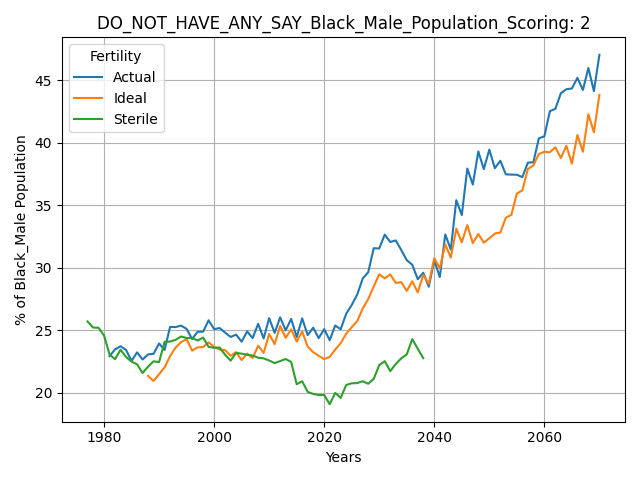 DO_NOT_HAVE_ANY_SAY_Black_Male_Population_Scoring: 2
Fertility
Actual
Ideal
Sterile
% of Black_Male Population
45
40
35
30
25
20
1980 2000 2020 2040 2060
Years